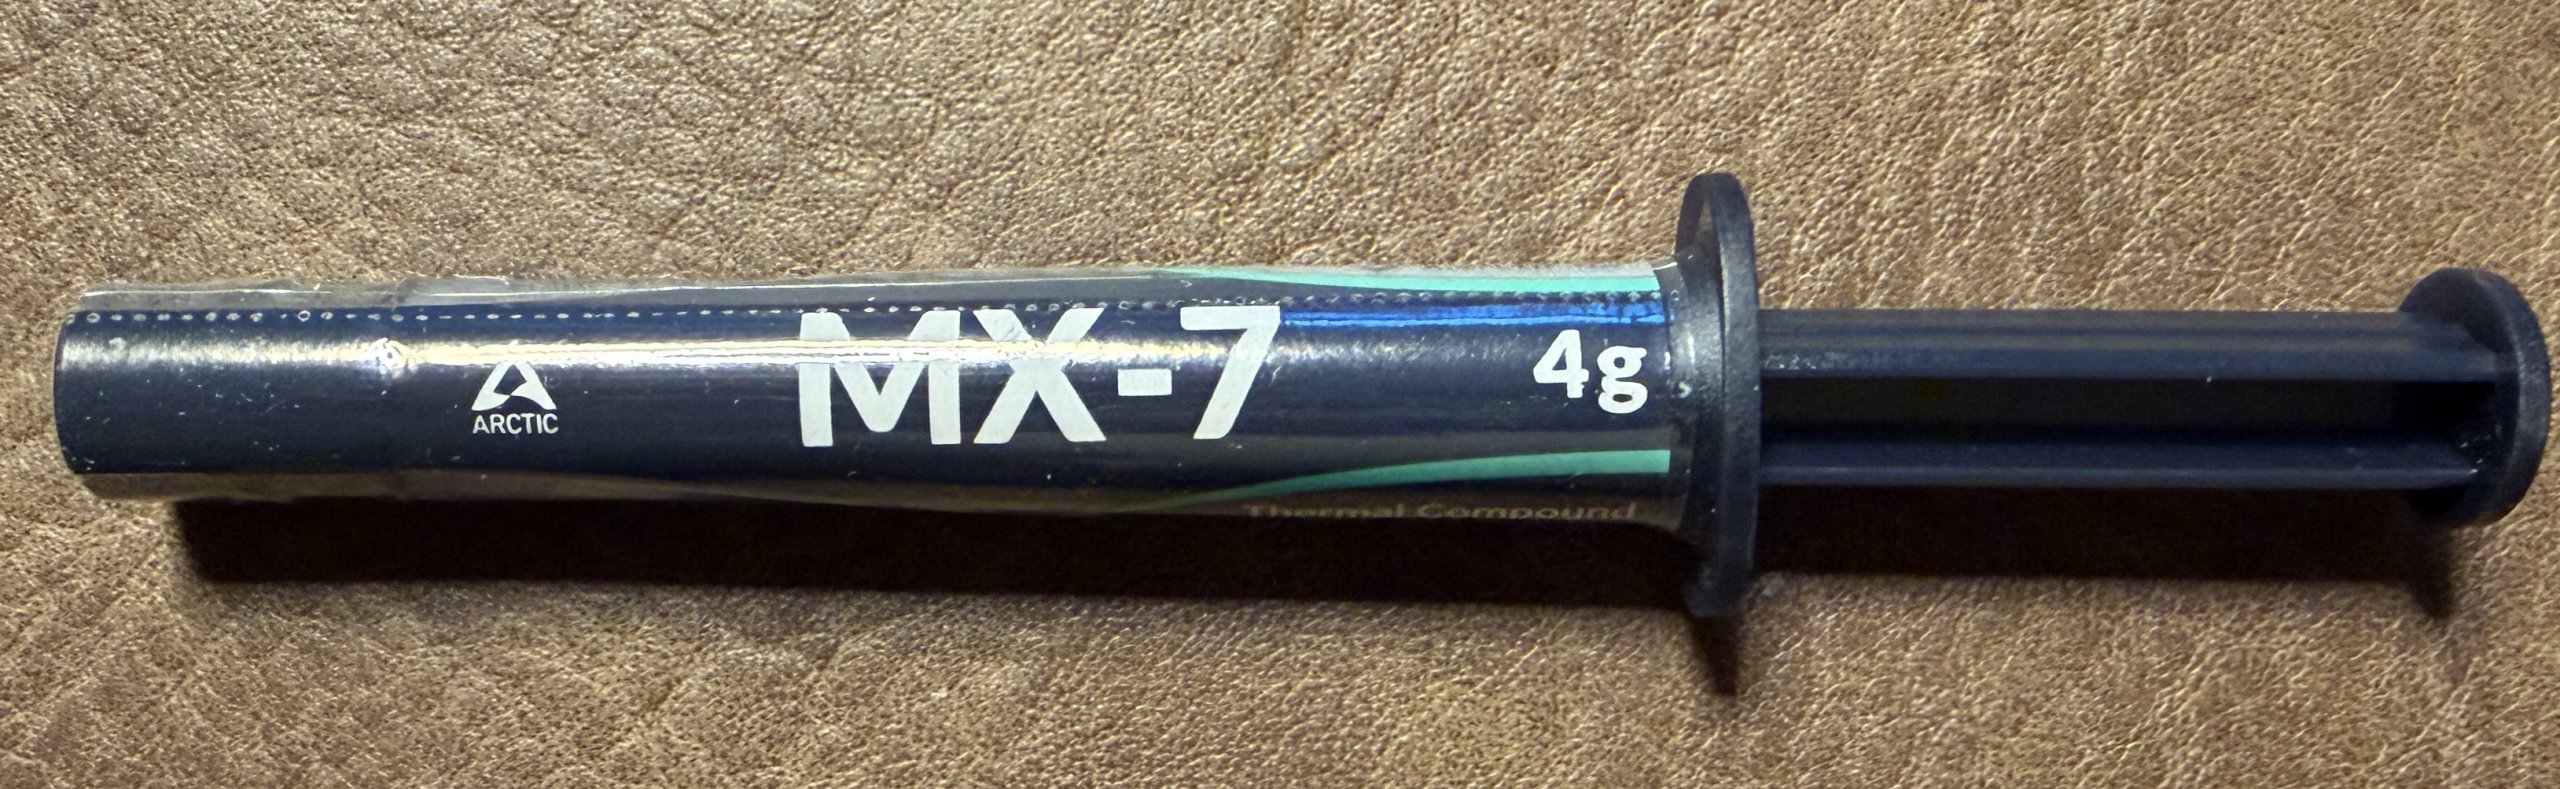 ARCTIC
MX-7
4g
Thermal Compound